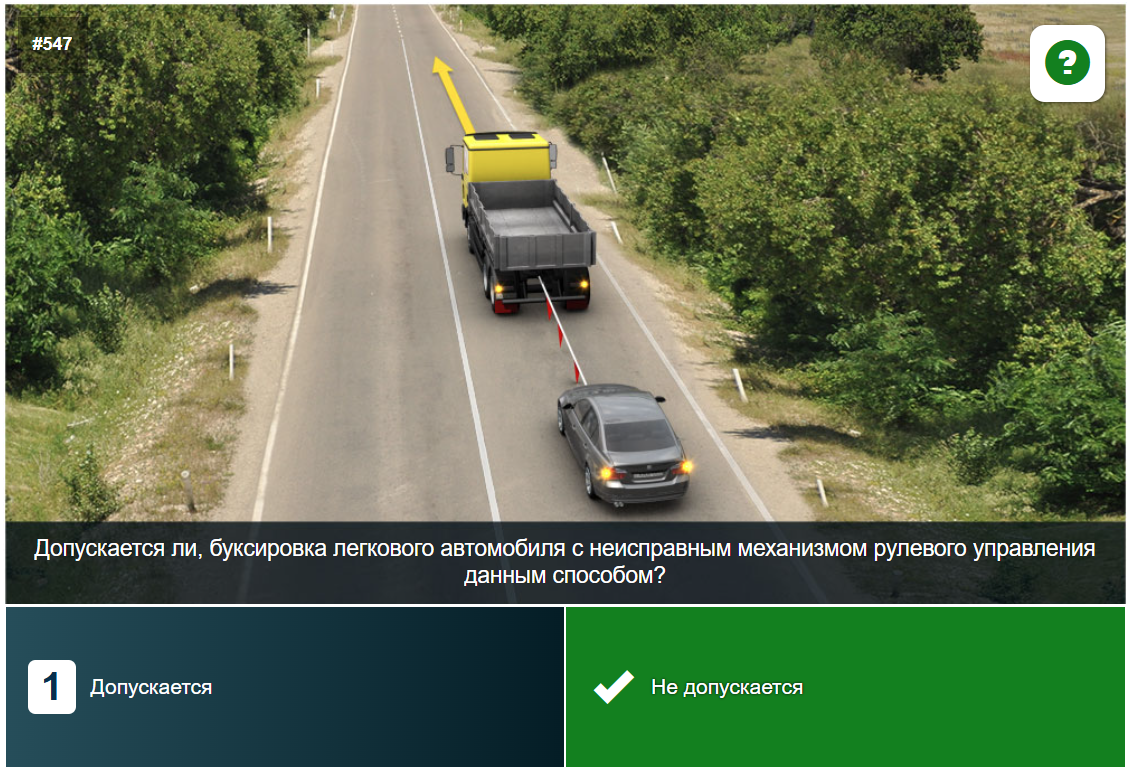 #547
?
Допускается ли, буксировка легкового автомобиля с неисправным механизмом рулевого управления
данным способом?
1 Допускается
Не допускается